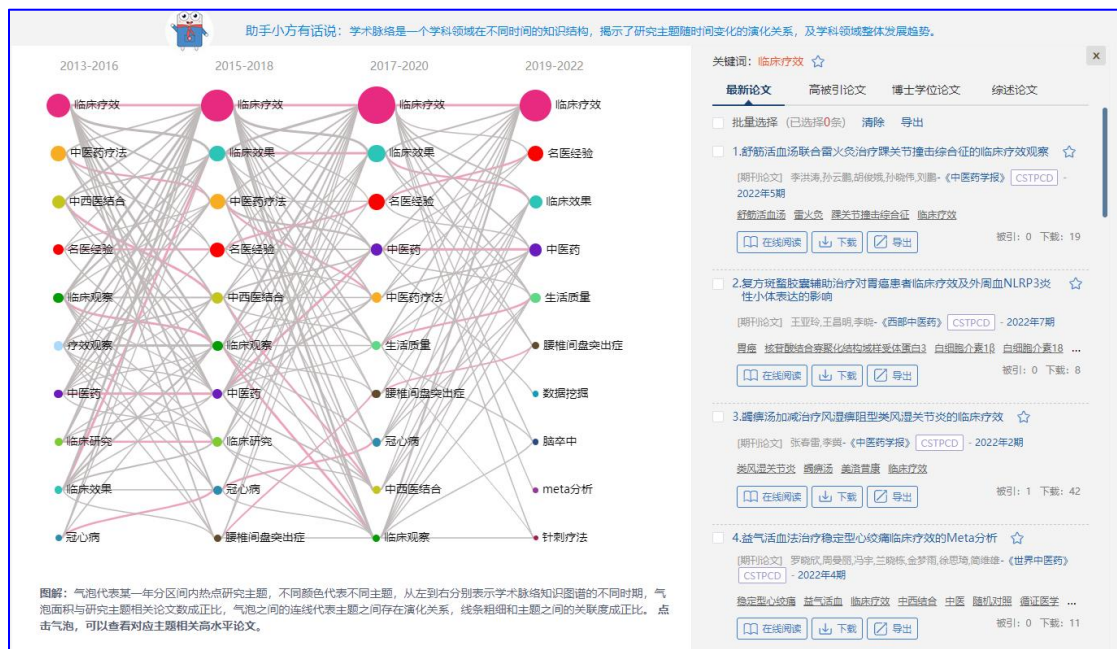 助手小方有话说：学术脉络是一个学科领域在不同时间的知识结构，揭示了研究主题随时间变化的演化关系，及学科领域整体发展趋势。
2013-2016
2015-2018
2017-2020
2019-2022
临床疗效
中医药疗法
中西医结合
名医经验
临床观察
疗效观察
中医药
临床研究
临床效果
冠心病
临床疗效
临床效果
中医药疗法
名医经验
中西医结合
临床观察
中医药
临床研究
冠心病
腰椎间盘突出症
临床疗效
临床效果
名医经验
中医药
中医药疗法
生活质量
腰椎间盘突出症
冠心病
中西医结合
临床观察
临床疗效
名医经验
临床效果
中医药
生活质量
腰椎间盘突出症
数据挖掘
脑卒中
meta分析
针刺疗法
图解：气泡代表某一年分区间内热点研究主题，不同颜色代表不同主题，从左到右分别表示学术脉络知识图谱的不同时期，气
泡面积与研究主题相关论文数成正比，气泡之间的连线代表主题之间存在演化关系，线条粗细和主题之间的关联度成正比。 点
击气泡，可以查看对应主题相关高水平论文。
关键词：临床疗效
×
最新论文 高被引论文 博士学位论文 综述论文
批量选择 (已选择0条) 清除 导出
1.舒筋活血汤联合雷火灸治疗踝关节撞击综合征的临床疗效观察
[期刊论文] 李洪涛,孙云鹏,胡俊娥,孙晓伟,刘鹏-《中医药学报》 CSTPCD -
2022年5期
舒筋活血汤 雷火灸 踝关节撞击综合征 临床疗效
在线阅读 下载 导出 被引：0 下载：19
2.复方斑蝥胶囊辅助治疗对胃癌患者临床疗效及外周血NLRP3炎
性小体表达的影响
[期刊论文] 王亚玲,王昌明,李晓-《西部中医药》 CSTPCD - 2022年7期
胃癌 核苷酸结合寡聚化结构域样受体蛋白3 白细胞介素1β 白细胞介素18 ...
在线阅读 下载 导出 被引：0 下载：8
3.蠲痹汤加减治疗风湿痹阻型类风湿关节炎的临床疗效
[期刊论文] 张春雷,李龑-《中医药学报》 CSTPCD - 2022年2期
类风湿关节炎 蠲痹汤 美洛昔康 临床疗效
在线阅读 下载 导出 被引：1 下载：42
4.益气活血法治疗稳定型心绞痛临床疗效的Meta分析
[期刊论文] 罗晓欣,周曼丽,冯宇,兰晓栋,金梦雨,徐思琦,简维雄-《世界中医药》
CSTPCD - 2022年4期
稳定型心绞痛 益气活血 临床疗效 中西结合 中医 随机对照 循证医学 ...
在线阅读 下载 导出 被引：0 下载：11